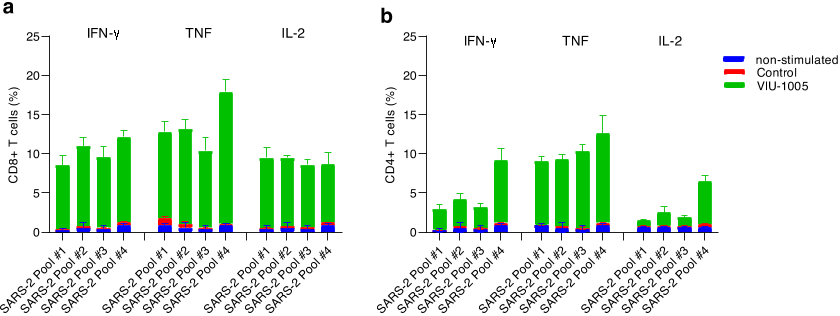 a
IFN-γ
TNF
IL-2
CD8+ T cells (%)
25
20
15
10
5
0
SARS-2 Pool #1
SARS-2 Pool #2
SARS-2 Pool #3
SARS-2 Pool #4
SARS-2 Pool #1
SARS-2 Pool #2
SARS-2 Pool #3
SARS-2 Pool #4
SARS-2 Pool #1
SARS-2 Pool #2
SARS-2 Pool #3
SARS-2 Pool #4
b
IFN-γ
TNF
IL-2
CD4+ T cells (%)
25
20
15
10
5
0
SARS-2 Pool #1
SARS-2 Pool #2
SARS-2 Pool #3
SARS-2 Pool #4
SARS-2 Pool #1
SARS-2 Pool #2
SARS-2 Pool #3
SARS-2 Pool #4
SARS-2 Pool #1
SARS-2 Pool #2
SARS-2 Pool #3
SARS-2 Pool #4
non-stimulated
Control
VIU-1005